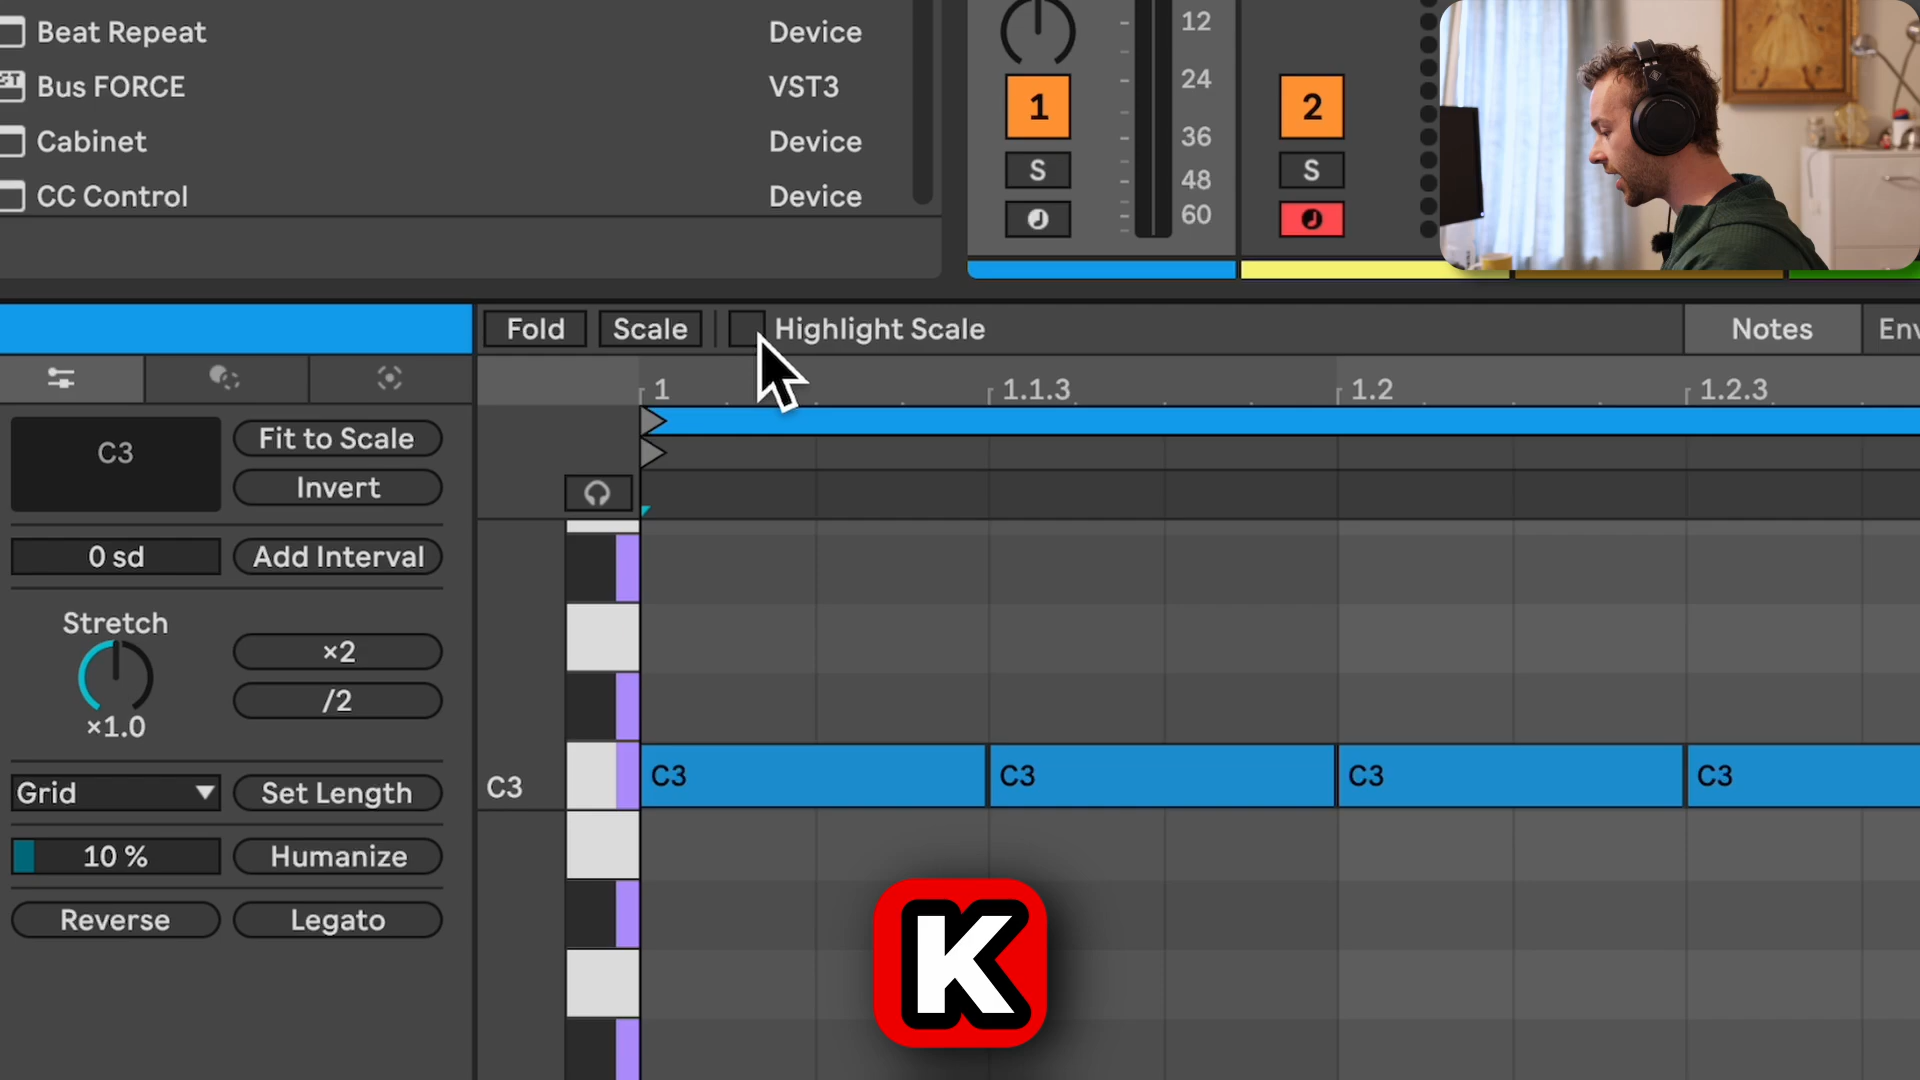 Beat Repeat Device
Bus FORCE VST3
Cabinet Device
CC Control Device
12
24
36
48
60
1
S
2
S
Fold Scale Highlight Scale Notes Env
1 1.1.3 1.2 1.2.3
C3
Fit to Scale
Invert
0 sd Add Interval
Stretch
×1.0
×2
/2
Grid Set Length
10 % Humanize
Reverse Legato
C3 C3 C3 C3 C3
K